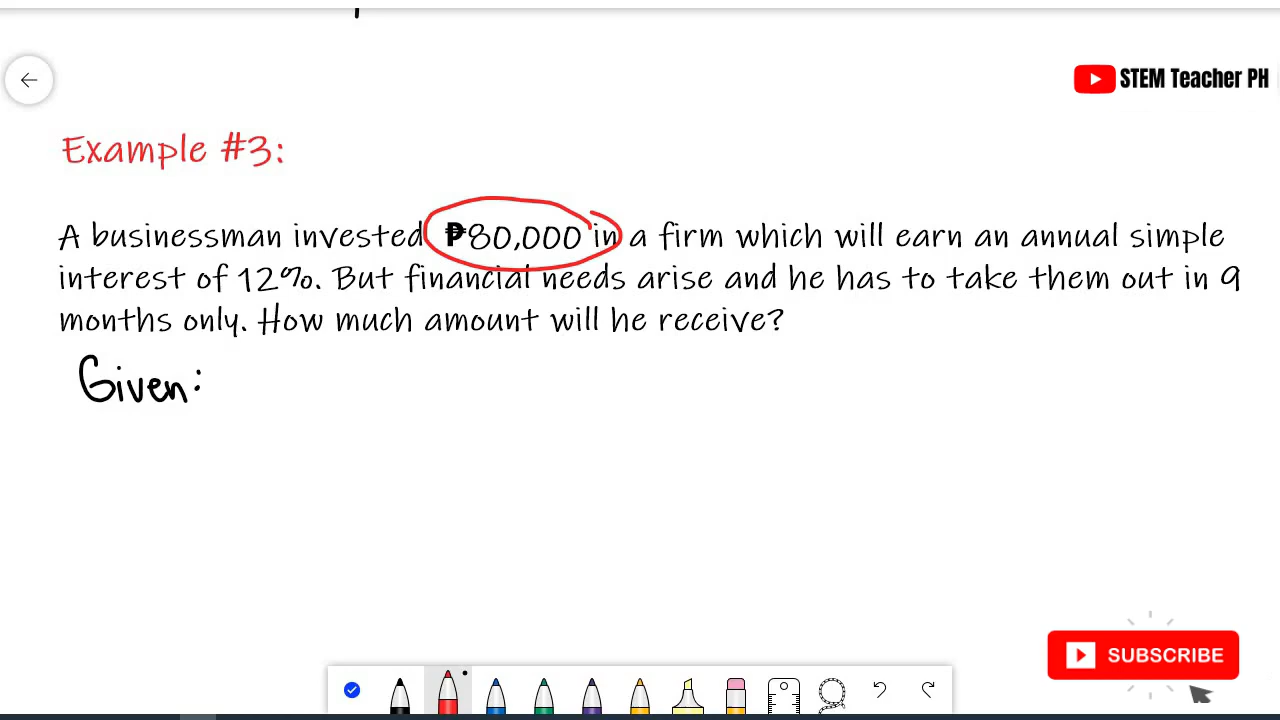 STEM Teacher PH
Example #3:
A businessman invested ₱80,000 in a firm which will earn an annual simple
interest of 12%. But financial needs arise and he has to take them out in 9
months only. How much amount will he receive?
Given:
SUBSCRIBE